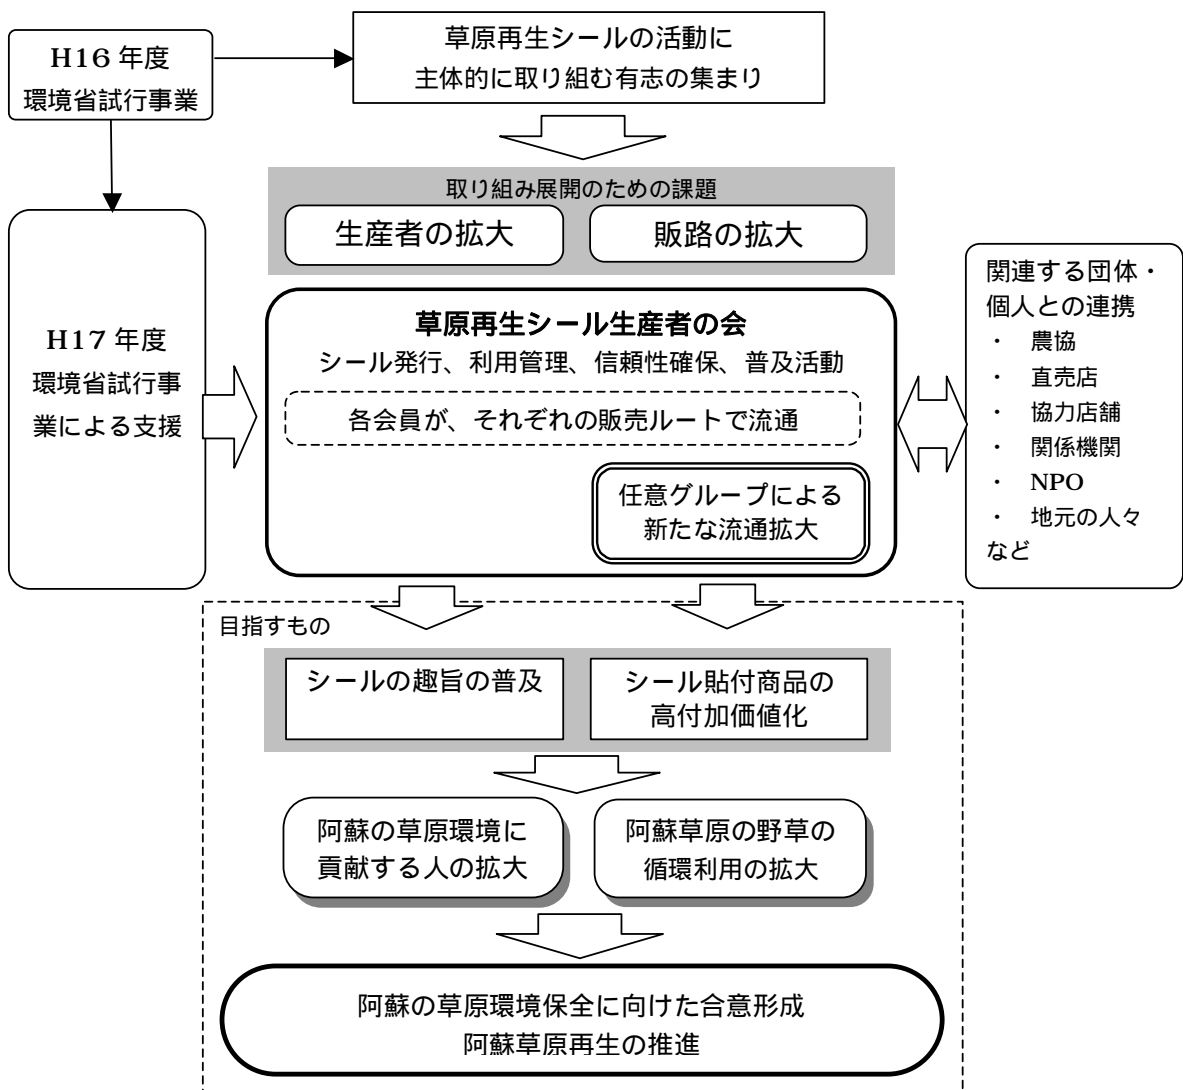 H16 年度
環境省試行事業
草原再生シールの活動に
主体的に取り組む有志の集まり
取り組み展開のための課題
生産者の拡大
販路の拡大
H17 年度
環境省試行事
業による支援
草原再生シール生産者の会
シール発行、利用管理、信頼性確保、普及活動
各会員が、それぞれの販売ルートで流通
任意グループによる
新たな流通拡大
関連する団体・
個人との連携
・ 農協
・ 直売店
・ 協力店舗
・ 関係機関
・ NPO
・ 地元の人々
など
目指すもの
シールの趣旨の普及
シール貼付商品の
高付加価値化
阿蘇の草原環境に
貢献する人の拡大
阿蘇草原の野草の
循環利用の拡大
阿蘇の草原環境保全に向けた合意形成
阿蘇草原再生の推進